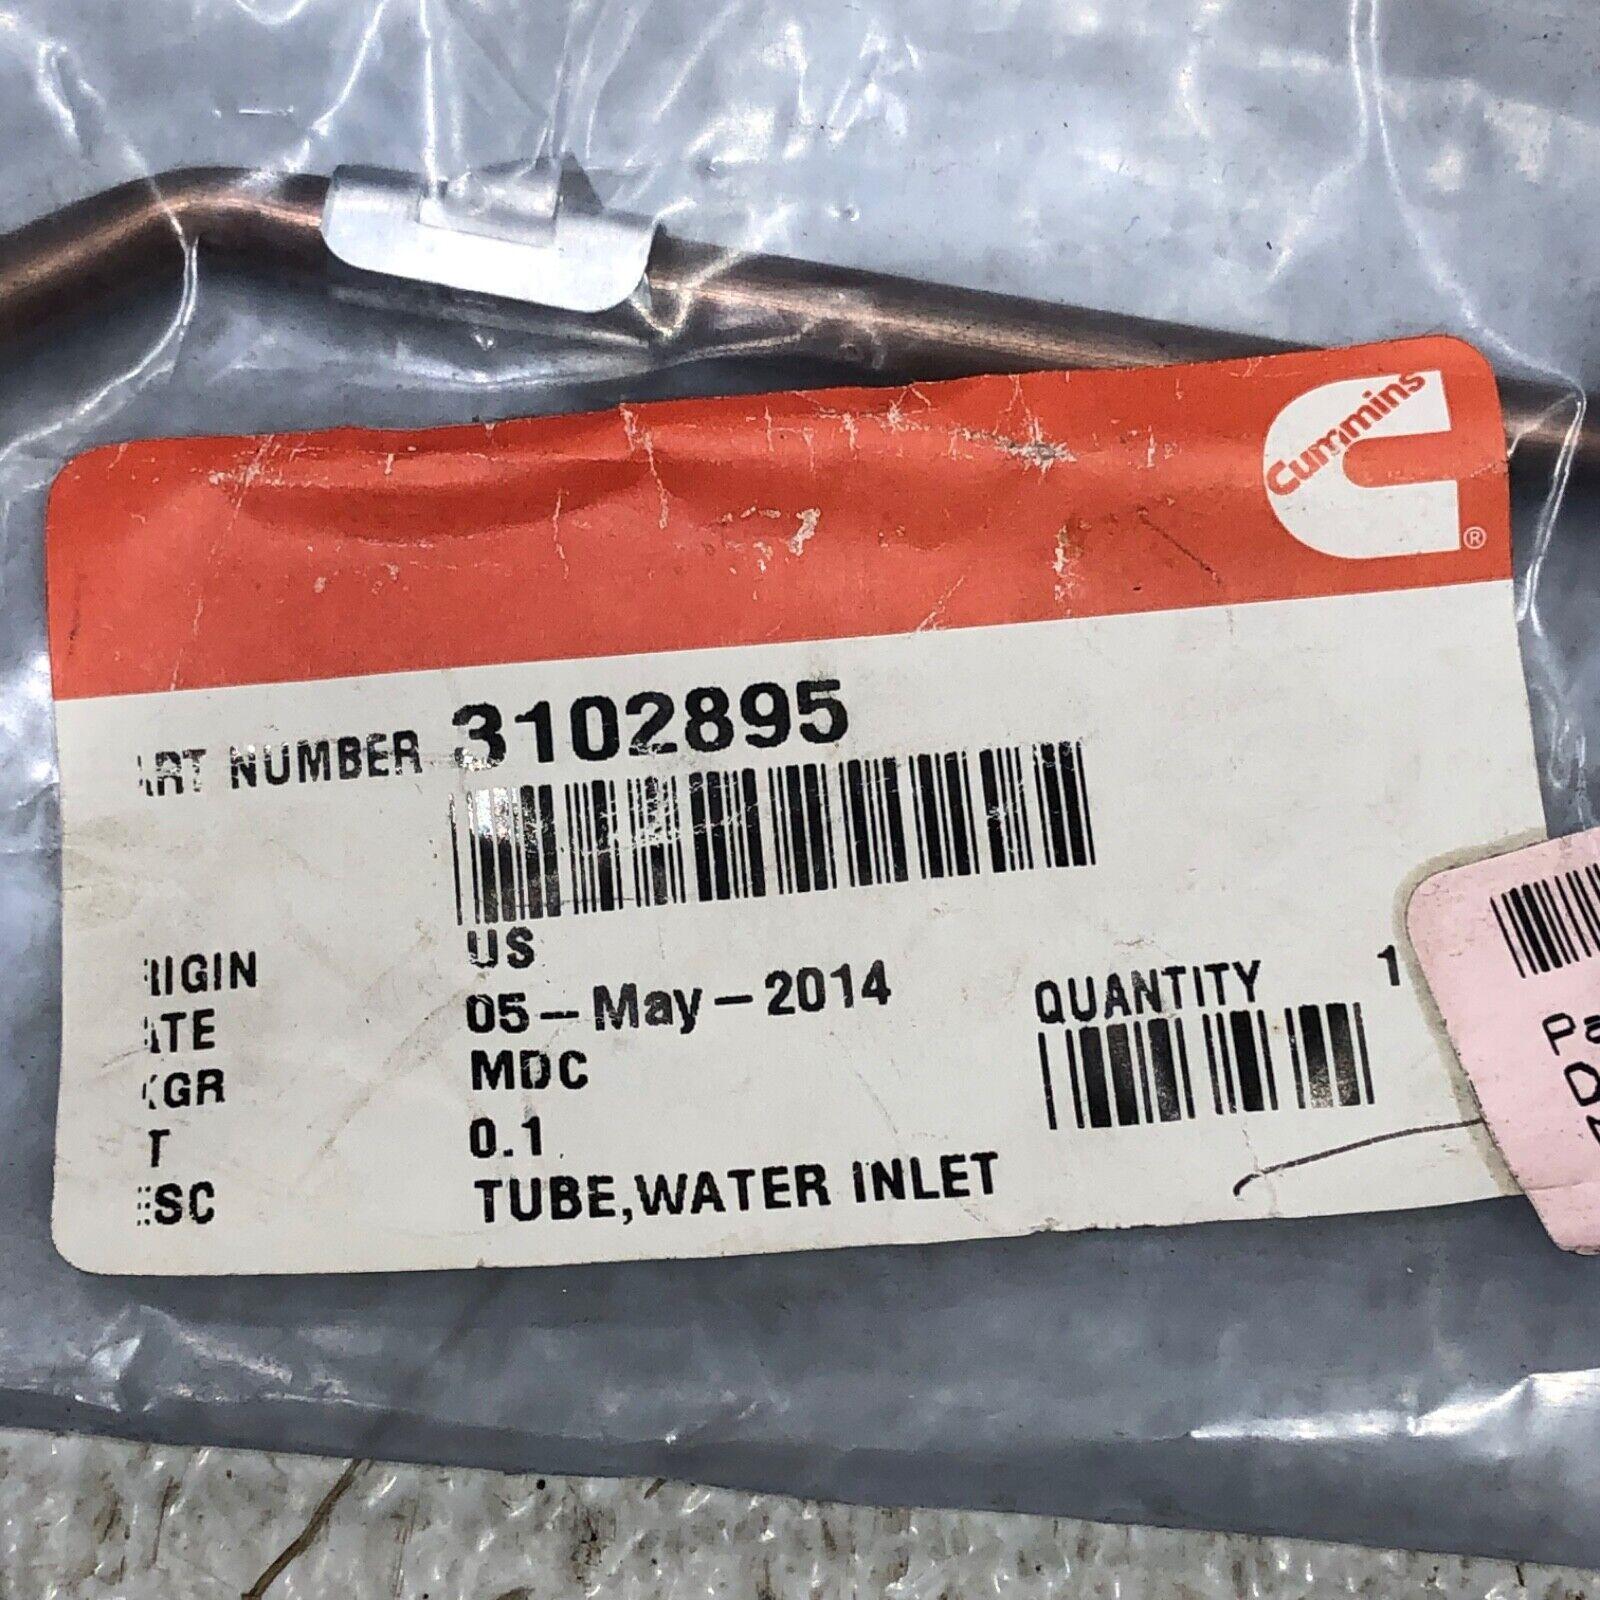 Cummins
®
ART NUMBER 3102895
RIGIN US
ATE 05-May-2014
KGR MDC
QUANTITY 1
T 0.1
ESC TUBE,WATER INLET
Pa
D